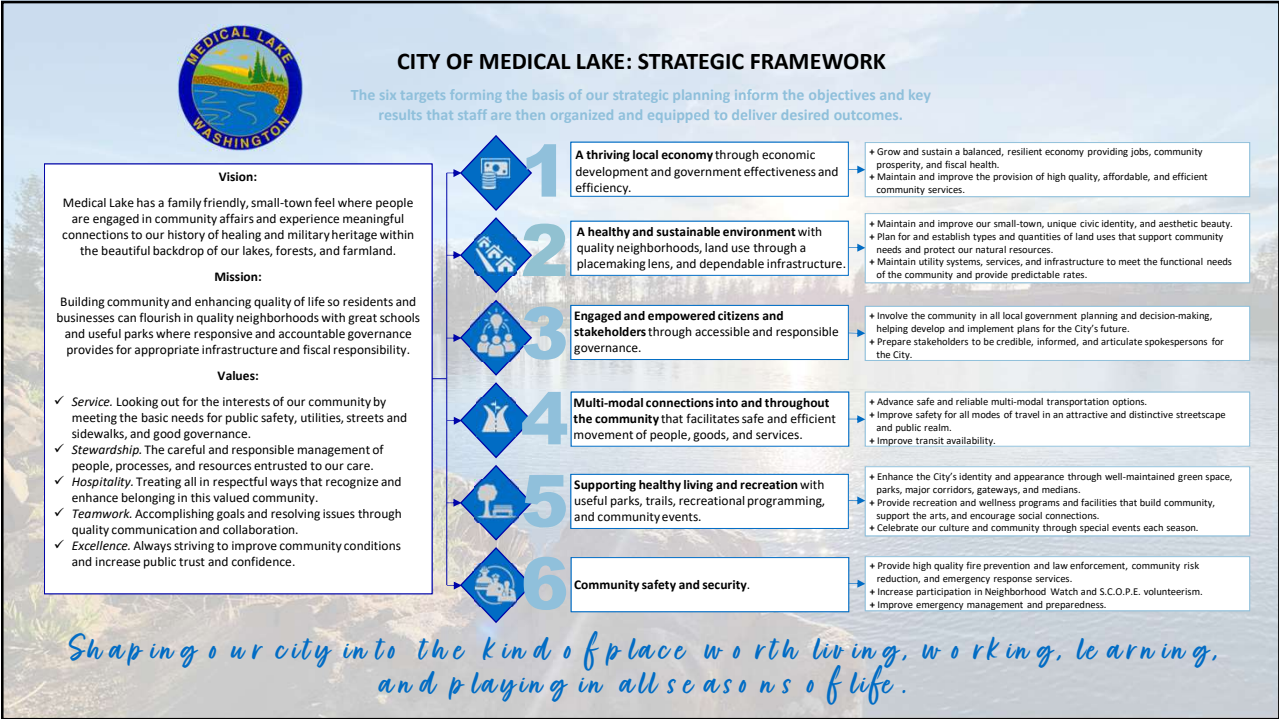 MEDICAL LAKE
WASHINGTON
CITY OF MEDICAL LAKE: STRATEGIC FRAMEWORK
The six targets forming the basis of our strategic planning inform the objectives and key
results that staff are then organized and equipped to deliver desired outcomes.
Vision:
Medical Lake has a family friendly, small-town feel where people
are engaged in community affairs and experience meaningful
connections to our history of healing and military heritage within
the beautiful backdrop of our lakes, forests, and farmland.
Mission:
Building community and enhancing quality of life so residents and
businesses can flourish in quality neighborhoods with great schools
and useful parks where responsive and accountable governance
provides for appropriate infrastructure and fiscal responsibility.
Values:
✓ Service. Looking out for the interests of our community by
meeting the basic needs for public safety, utilities, streets and
sidewalks, and good governance.
✓ Stewardship. The careful and responsible management of
people, processes, and resources entrusted to our care.
✓ Hospitality. Treating all in respectful ways that recognize and
enhance belonging in this valued community.
✓ Teamwork. Accomplishing goals and resolving issues through
quality communication and collaboration.
✓ Excellence. Always striving to improve community conditions
and increase public trust and confidence.
1
A thriving local economy through economic
development and government effectiveness and
efficiency.
+ Grow and sustain a balanced, resilient economy providing jobs, community
prosperity, and fiscal health.
+ Maintain and improve the provision of high quality, affordable, and efficient
community services.
2
A healthy and sustainable environment with
quality neighborhoods, land use through a
placemaking lens, and dependable infrastructure.
+ Maintain and improve our small-town, unique civic identity, and aesthetic beauty.
+ Plan for and establish types and quantities of land uses that support community
needs and protect our natural resources.
+ Maintain utility systems, services, and infrastructure to meet the functional needs
of the community and provide predictable rates.
3
Engaged and empowered citizens and
stakeholders through accessible and responsible
governance.
+ Involve the community in all local government planning and decision-making,
helping develop and implement plans for the City's future.
+ Prepare stakeholders to be credible, informed, and articulate spokespersons for
the City.
4
Multi-modal connections into and throughout
the community that facilitates safe and efficient
movement of people, goods, and services.
+ Advance safe and reliable multi-modal transportation options.
+ Improve safety for all modes of travel in an attractive and distinctive streetscape
and public realm.
+ Improve transit availability.
5
Supporting healthy living and recreation with
useful parks, trails, recreational programming,
and community events.
+ Enhance the City's identity and appearance through well-maintained green space,
parks, major corridors, gateways, and medians.
+ Provide recreation and wellness programs and facilities that build community,
support the arts, and encourage social connections.
+ Celebrate our culture and community through special events each season.
6
Community safety and security.
+ Provide high quality fire prevention and law enforcement, community risk
reduction, and emergency response services.
+ Increase participation in Neighborhood Watch and S.C.O.P.E. volunteerism.
+ Improve emergency management and preparedness.
Shaping our city into the kind of place worth living, working, learning,
and playing in all seasons of life.